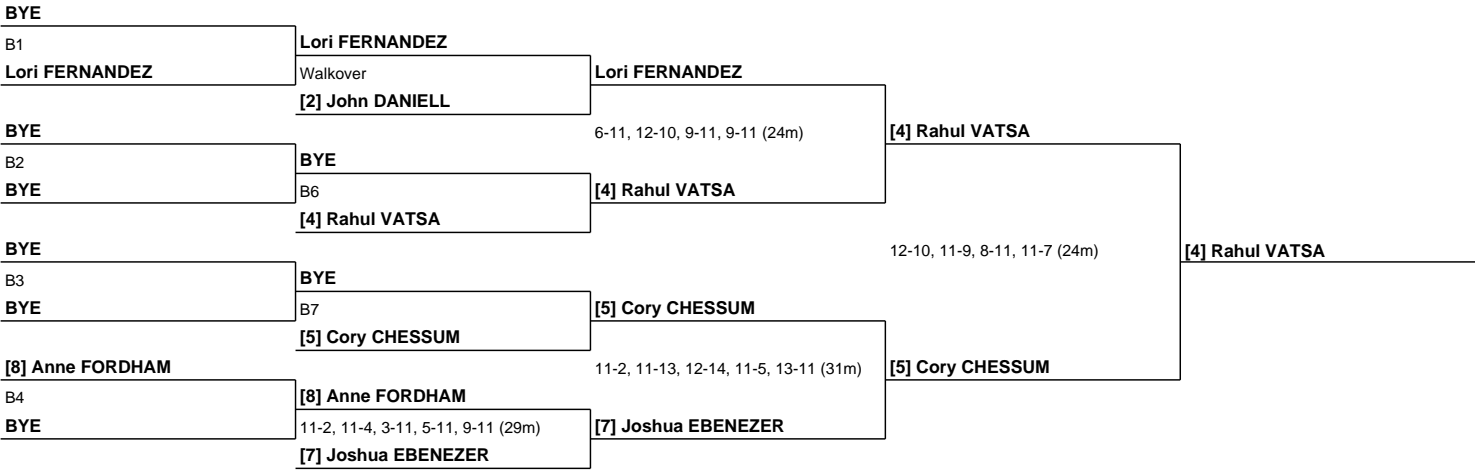 BYE
B1
Lori FERNANDEZ
BYE
B2
BYE
BYE
B3
BYE
[8] Anne FORDHAM
B4
BYE
Lori FERNANDEZ
Walkover
[2] John DANIELL
BYE
B6
[4] Rahul VATSA
BYE
B7
[5] Cory CHESSUM
[8] Anne FORDHAM
11-2, 11-4, 3-11, 5-11, 9-11 (29m)
[7] Joshua EBENEZER
Lori FERNANDEZ
6-11, 12-10, 9-11, 9-11 (24m)
[4] Rahul VATSA
[5] Cory CHESSUM
11-2, 11-13, 12-14, 11-5, 13-11 (31m)
[7] Joshua EBENEZER
[4] Rahul VATSA
12-10, 11-9, 8-11, 11-7 (24m)
[5] Cory CHESSUM
[4] Rahul VATSA